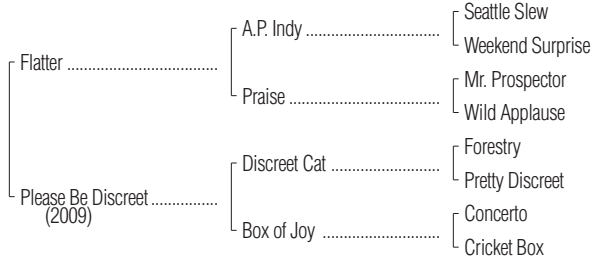 Seattle Slew
A.P. Indy ..................................
Weekend Surprise
Flatter ......................................
Mr. Prospector
Praise ......................................
Wild Applause
Forestry
Discreet Cat ...........................
Pretty Discreet
Please Be Discreet ................
(2009)
Concerto
Box of Joy .............................
Cricket Box